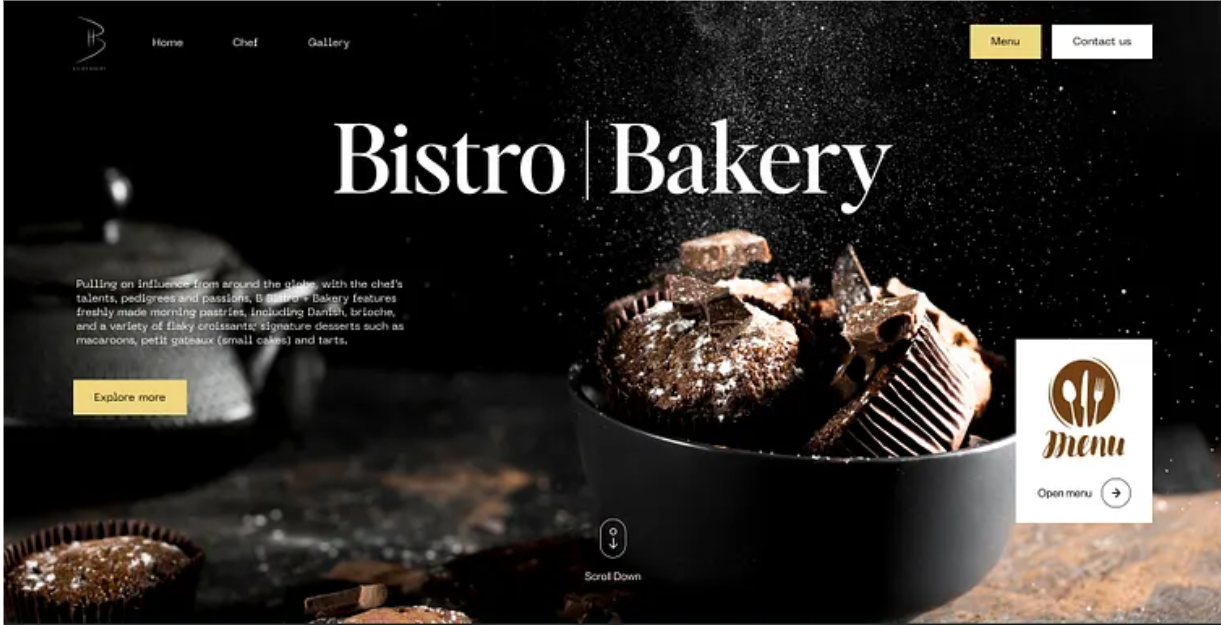 Home
Chef
Gallery
Menu
Contact us
Bistro | Bakery
Pulling on influence from around the globe, with the chef's
talents, pedigrees and passions, B Bistro + Bakery features
freshly made morning pastries, including Danish, brioche,
and a variety of flaky croissants; signature desserts such as
macaroons, petit gateaux (small cakes) and tarts.
Explore more
menu
Open menu
Scroll Down